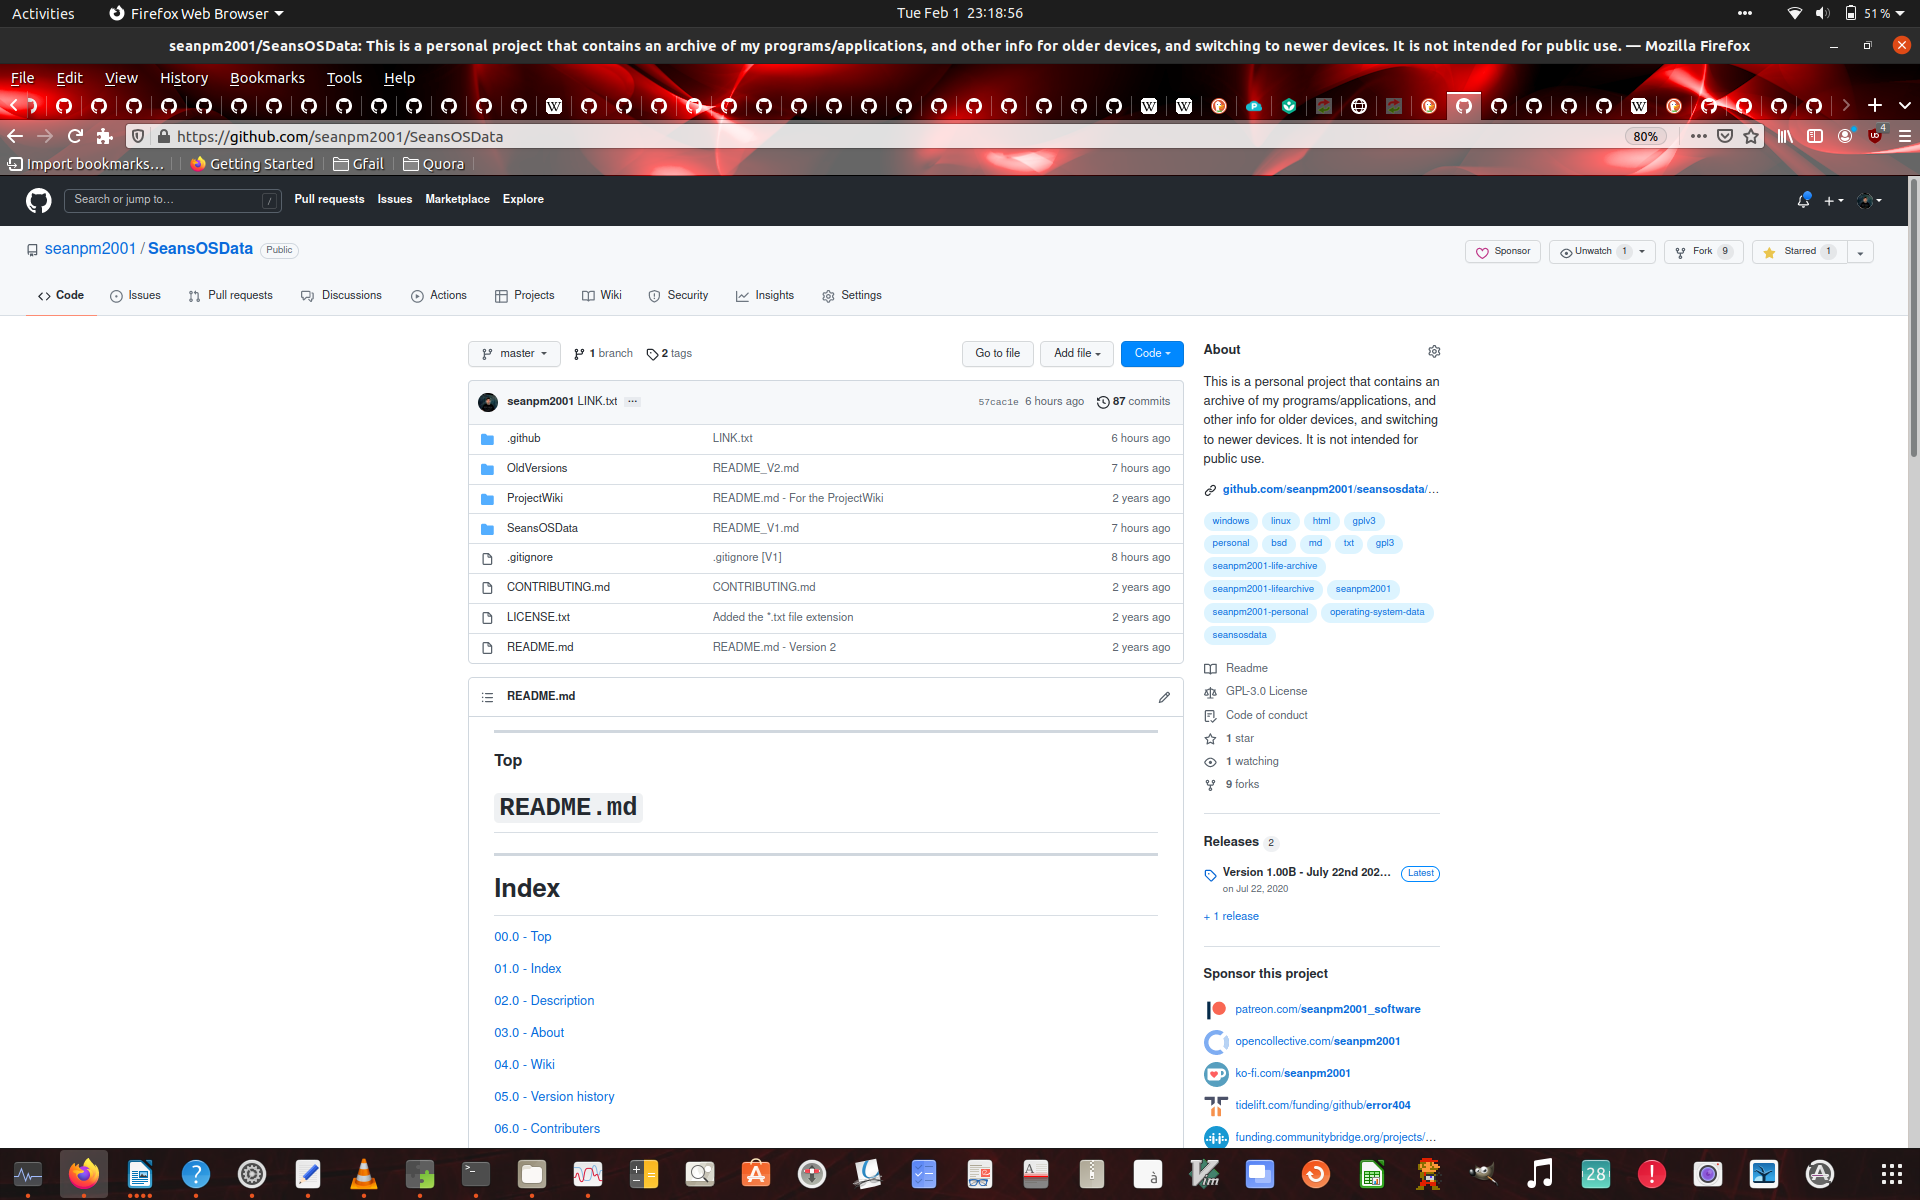 Activities
Firefox Web Browser
Tue Feb 1 23:18:56
51 %
seanpm2001/SeansOSData: This is a personal project that contains an archive of my programs/applications, and other info for older devices, and switching to newer devices. It is not intended for public use. — Mozilla Firefox
File Edit View History Bookmarks Tools Help
https://github.com/seanpm2001/SeansOSData
80%
4
Import bookmarks...
Getting Started
Gfail
Quora
Search or jump to...
/
Pull requests Issues Marketplace Explore
seanpm2001 / SeansOSData
Public
Sponsor
Unwatch 1
Fork 9
Starred 1
Code
Issues
Pull requests
Discussions
Actions
Projects
Wiki
Security
Insights
Settings
master
1 branch
2 tags
Go to file
Add file
Code
seanpm2001 LINK.txt ...
57cac1e 6 hours ago
87 commits
.github LINK.txt 6 hours ago
OldVersions README_V2.md 7 hours ago
ProjectWiki README.md - For the ProjectWiki 2 years ago
SeansOSData README_V1.md 7 hours ago
.gitignore .gitignore [V1] 8 hours ago
CONTRIBUTING.md CONTRIBUTING.md 2 years ago
LICENSE.txt Added the *.txt file extension 2 years ago
README.md README.md - Version 2 2 years ago
README.md
Top
README.md
Index
00.0 - Top
01.0 - Index
02.0 - Description
03.0 - About
04.0 - Wiki
05.0 - Version history
06.0 - Contributers
About
This is a personal project that contains an
archive of my programs/applications, and
other info for older devices, and switching
to newer devices. It is not intended for
public use.
github.com/seanpm2001/seansosdata/...
windows linux html gplv3
personal bsd md txt gpl3
seanpm2001-life-archive
seanpm2001-lifearchive seanpm2001
seanpm2001-personal operating-system-data
seansosdata
Readme
GPL-3.0 License
Code of conduct
1 star
1 watching
9 forks
Releases 2
Version 1.00B - July 22nd 202... Latest
on Jul 22, 2020
+ 1 release
Sponsor this project
patreon.com/seanpm2001_software
opencollective.com/seanpm2001
ko-fi.com/seanpm2001
tidelift.com/funding/github/error404
funding.communitybridge.org/projects/...
28